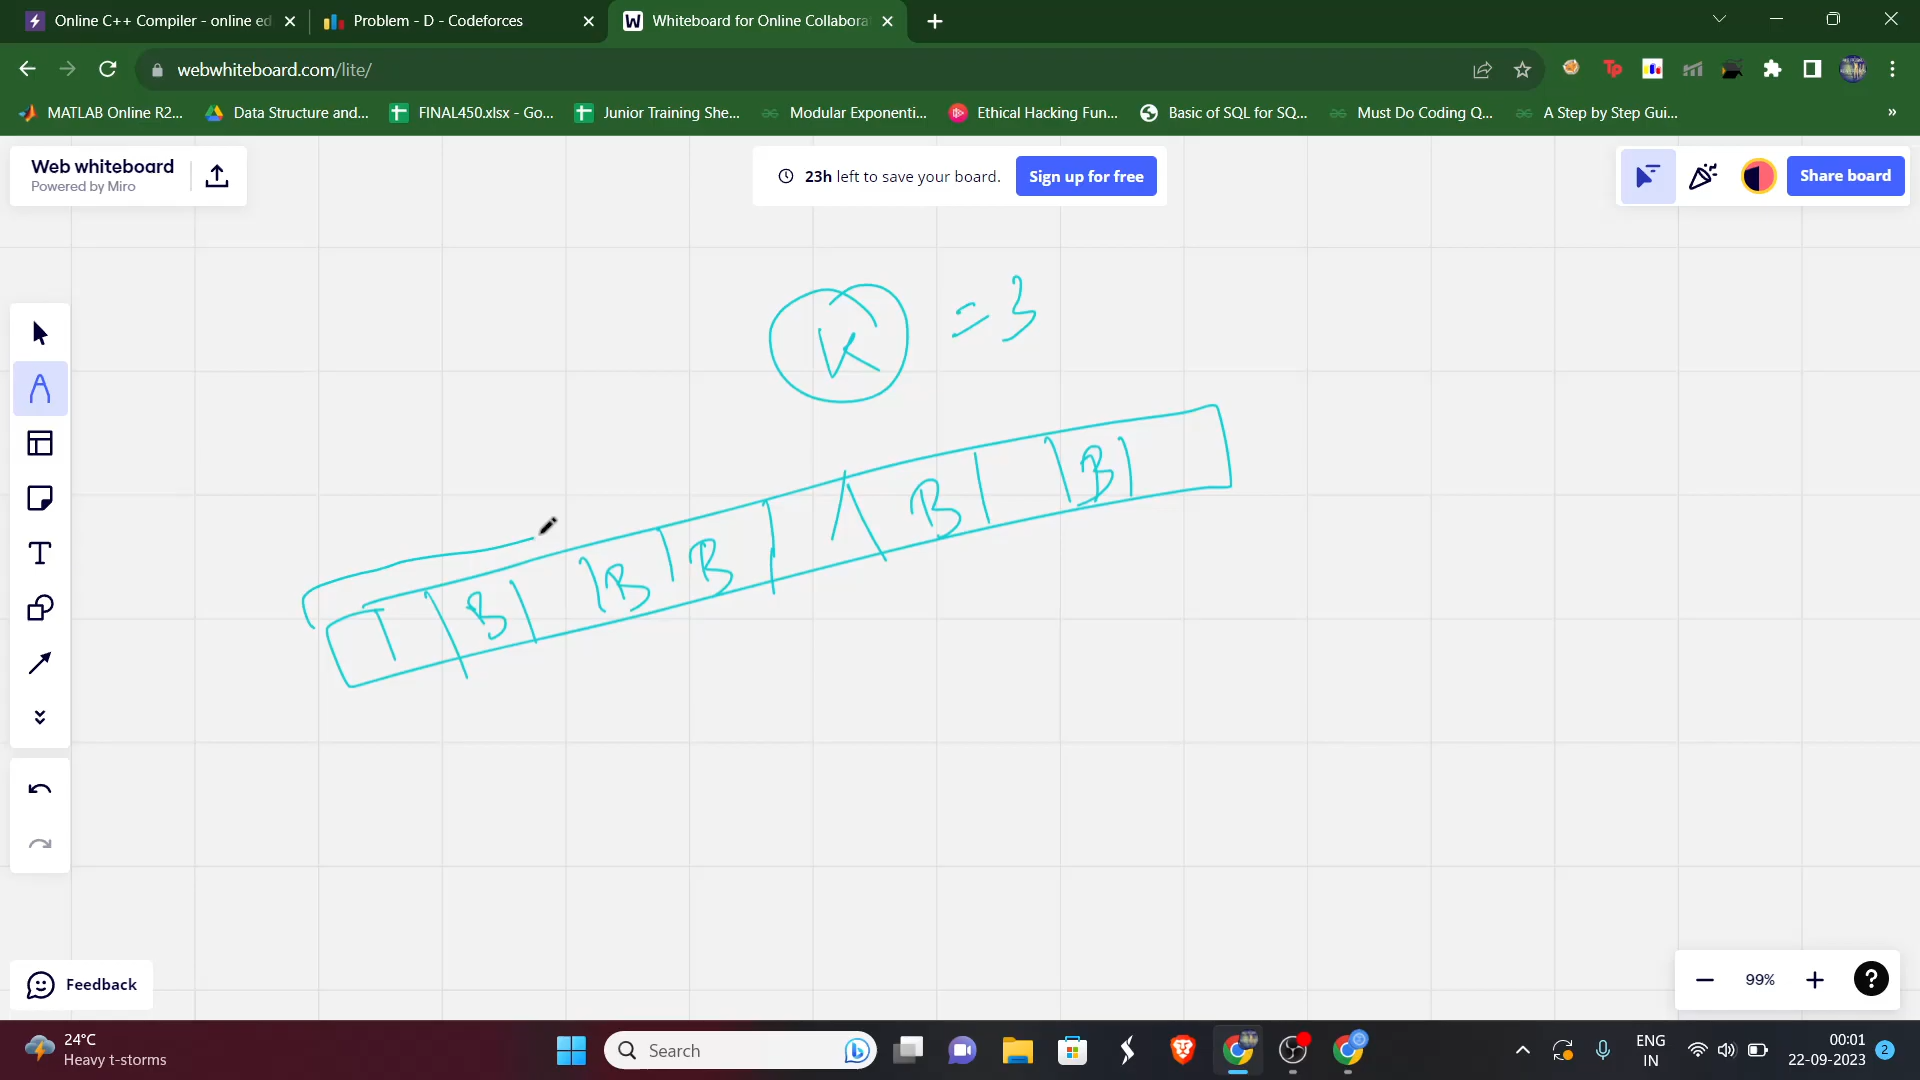 Online C++ Compiler - online ed
Problem - D - Codeforces
Whiteboard for Online Collabora
webwhiteboard.com/lite/
MATLAB Online R2...
Data Structure and...
FINAL450.xlsx - Go...
Junior Training She...
Modular Exponenti...
Ethical Hacking Fun...
Basic of SQL for SQ...
Must Do Coding Q...
A Step by Step Gui...
»
Web whiteboard
Powered by Miro
23h left to save your board.
Sign up for free
Share board
K = 3
B B B B B
Feedback
99%
24°C
Heavy t-storms
Search
ENG
IN
00:01
22-09-2023
2